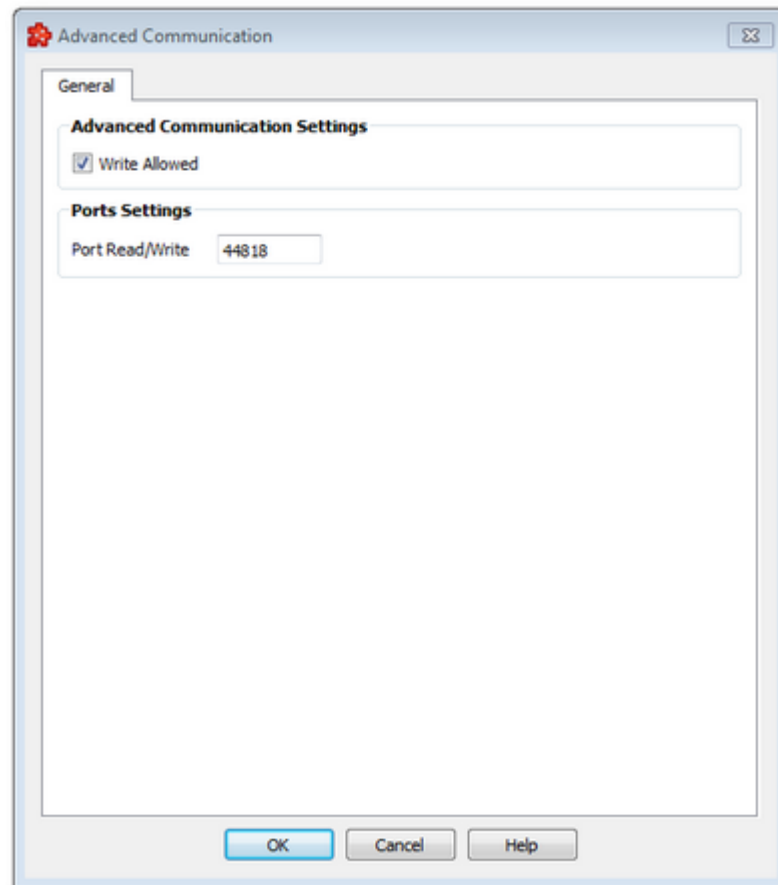 Advanced Communication
General
Advanced Communication Settings
Write Allowed
Ports Settings
Port Read/Write 44818
OK Cancel Help